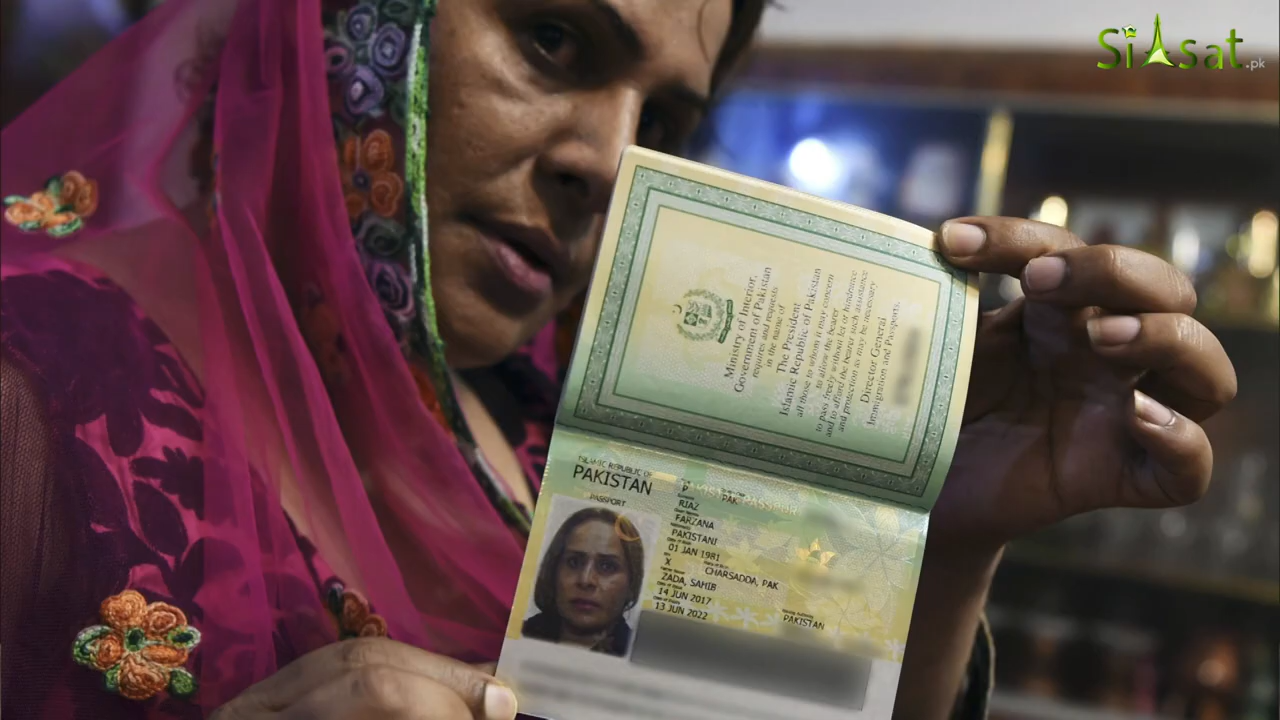 SiAsat.pk
Ministry of Interior,
Government of Pakistan
requires and requests
in the name of
The President
Islamic Republic of Pakistan
all those to whom it may concern
to allow the bearer
to pass freely without let or hindrance
and to afford the bearer such assistance
and protection as may be necessary
Director General
Immigration and Passports.
ISLAMIC REPUBLIC OF
PAKISTAN
PASSPORT
P PAK
RIAZ
FARZANA
PAKISTANI
Date of Birth
01 JAN 1981
X CHARSADDA, PAK
ZADA, SAHIB
14 JUN 2017
13 JUN 2022
PAKISTAN